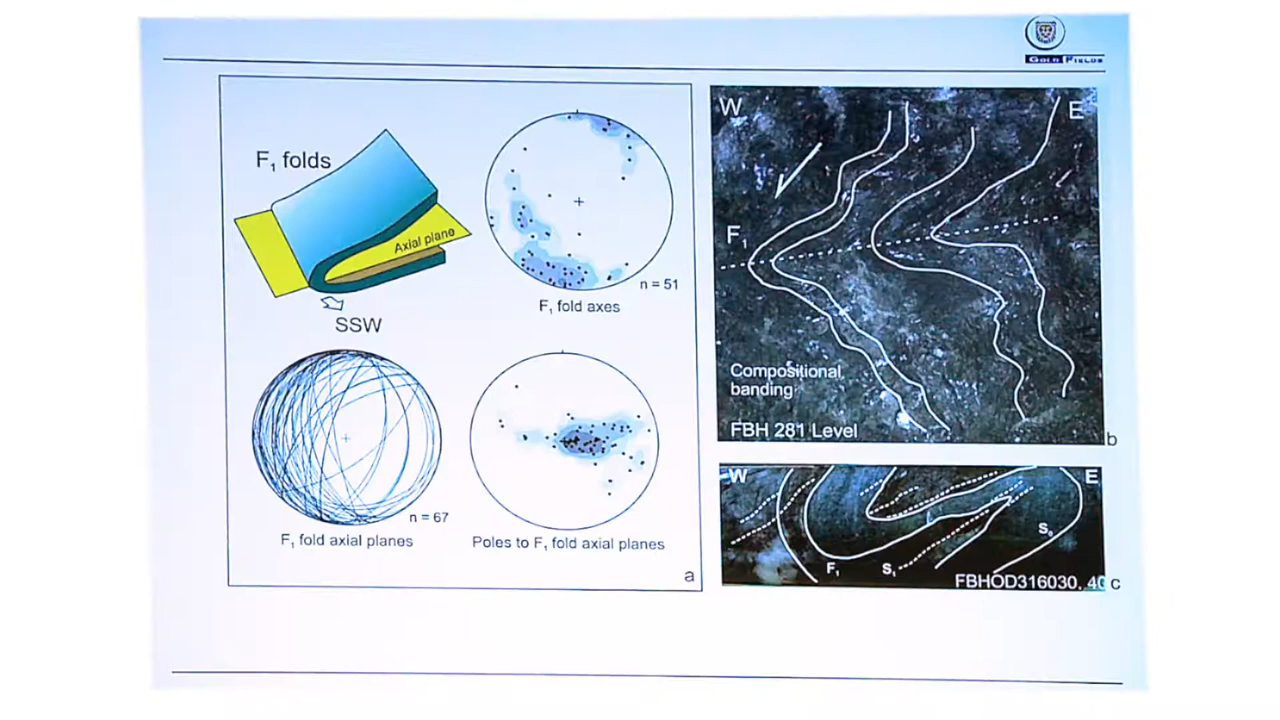 GOLD FIELDS
F1 folds
Axial plane
SSW
n = 51
F1 fold axes
n = 67
F1 fold axial planes
Poles to F1 fold axial planes
a
W
E
F1
Compositional
banding
FBH 281 Level
b
W
E
S0
F1
S1
FBHOD316030, 40
c